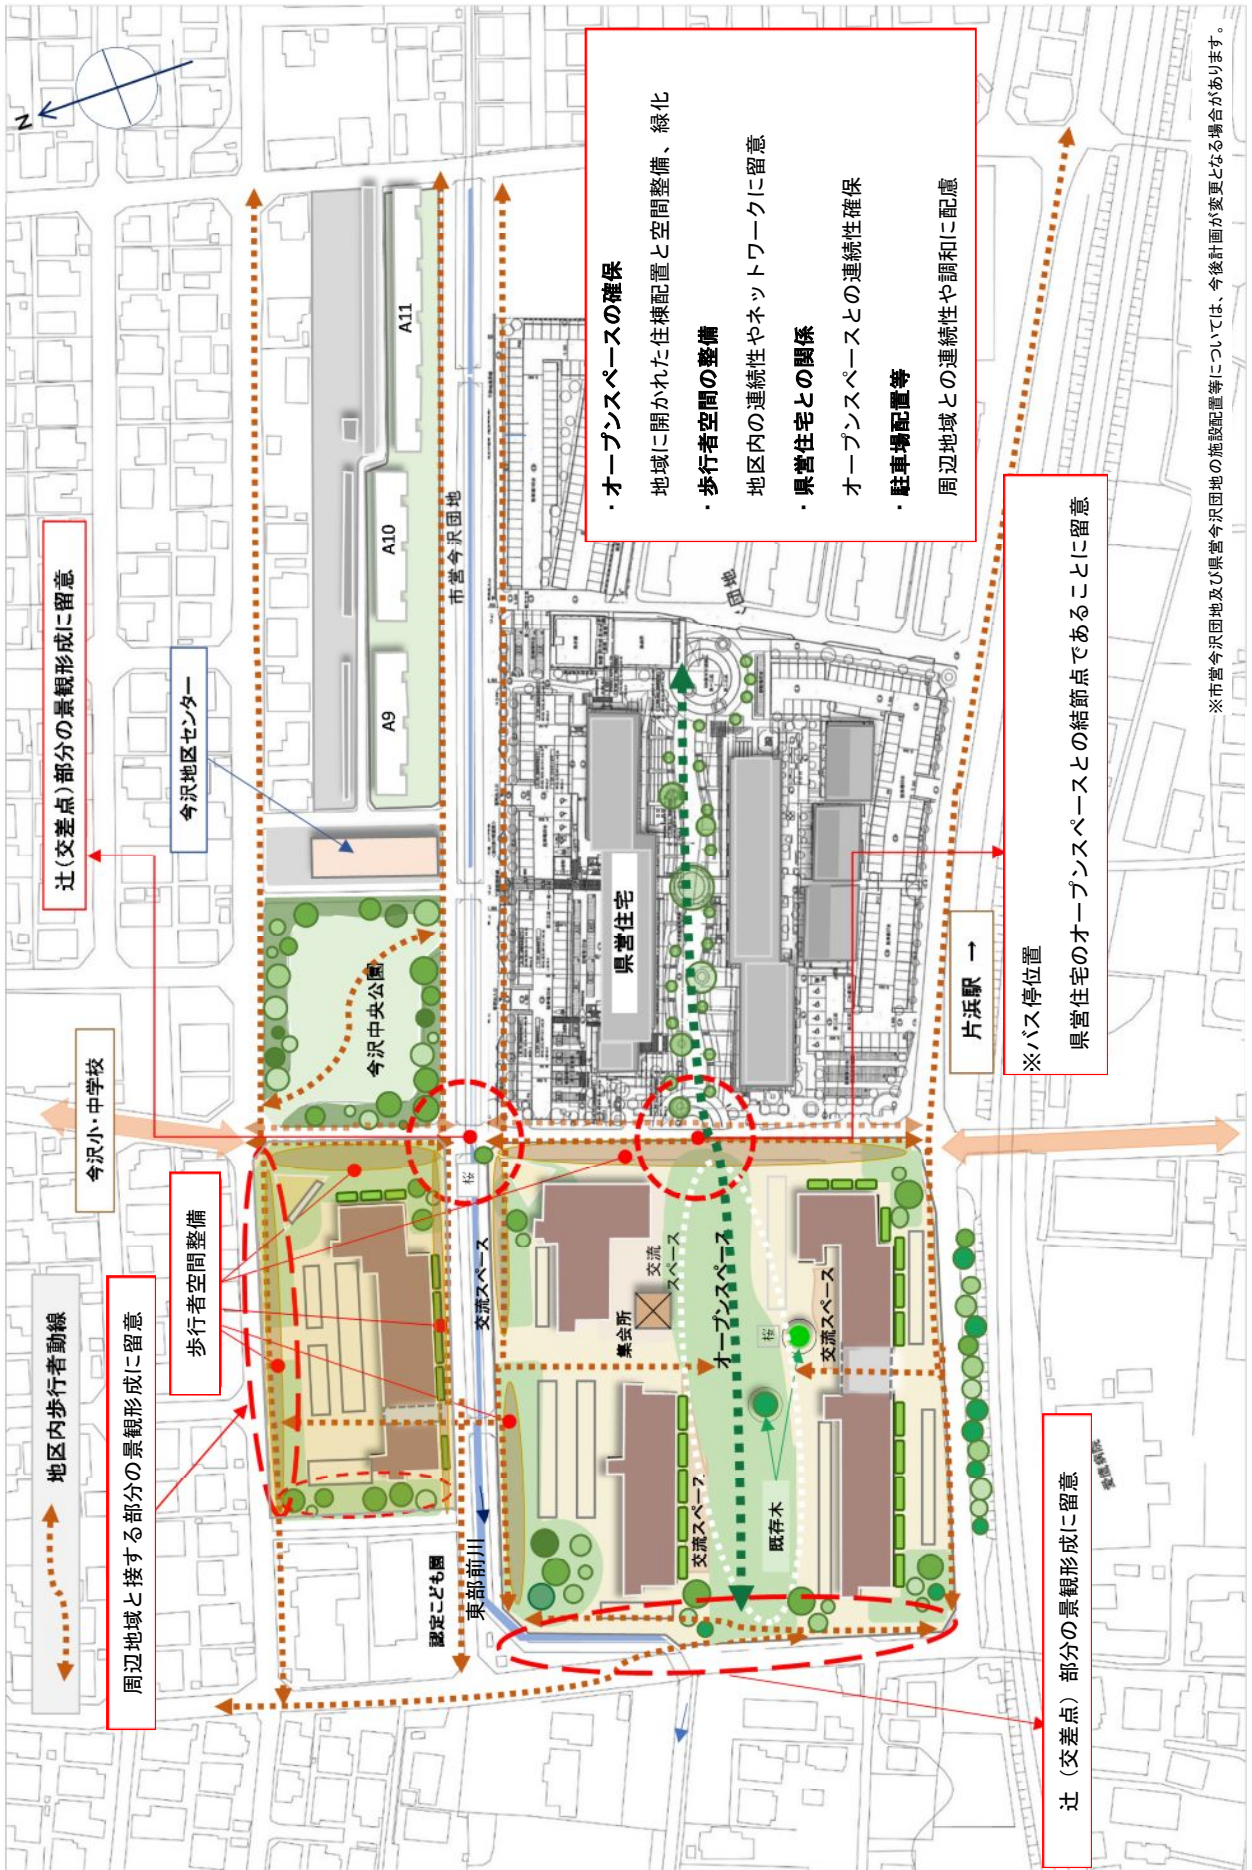 地区内歩行者動線
周辺地域と接する部分の景観形成に留意
歩行者空間整備
今沢小・中学校
辻(交差点)部分の景観形成に留意
今沢地区センター
N
今沢中央公園
A9
A10
A11
市営今沢団地
桜
交流スペース
認定こども園
東部前川
県営住宅
団地
集会所
交流
スペース
オープンスペース
桜
交流スペース
交流スペース
既存木
・オープンスペースの確保
地域に開かれた住棟配置と空間整備、緑化
・歩行者空間の整備
地区内の連続性やネットワークに留意
・県営住宅との関係
オープンスペースとの連続性確保
・駐車場配置等
周辺地域との連続性や調和に配慮
片浜駅 →
※バス停位置
県営住宅のオープンスペースとの結節点であることに留意
辻（交差点）部分の景観形成に留意
※市営今沢団地及び県営今沢団地の施設配置等については、今後計画が変更となる場合があります。